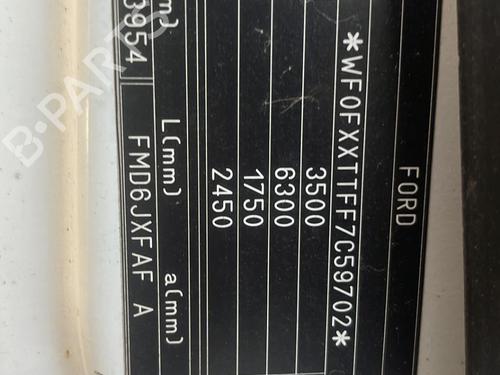 FORD
*WF0FXXTTFF7C59702*
3500
6300
1750
2450
L(mm) a(mm)
FMD6JXFAF A
3954
B-PARTS